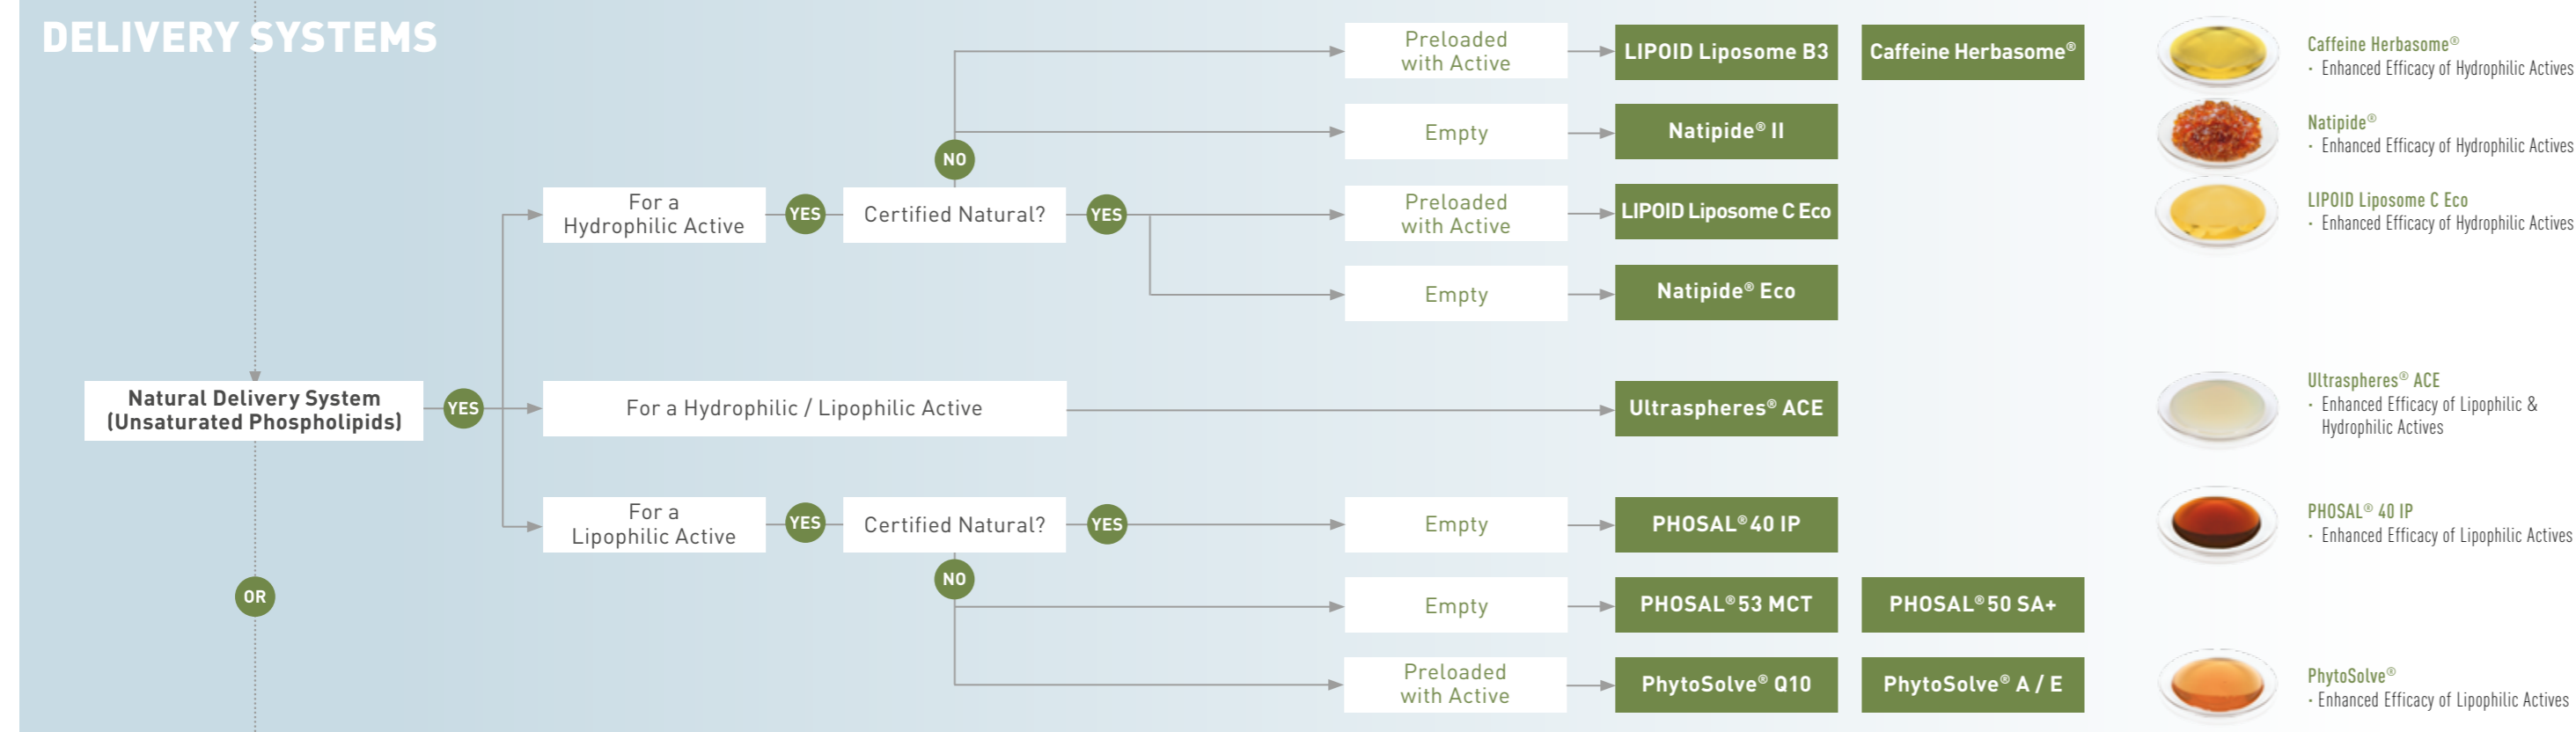 DELIVERY SYSTEMS
Preloaded
with Active
LIPOID Liposome B3
Caffeine Herbasome®
Empty
Natipide® II
NO
For a
Hydrophilic Active
YES
Certified Natural?
YES
Preloaded
with Active
LIPOID Liposome C Eco
Empty
Natipide® Eco
Natural Delivery System
(Unsaturated Phospholipids)
YES
For a Hydrophilic / Lipophilic Active
Ultraspheres® ACE
For a
Lipophilic Active
YES
Certified Natural?
YES
Empty
PHOSAL® 40 IP
NO
OR
Empty
PHOSAL® 53 MCT
PHOSAL® 50 SA+
Preloaded
with Active
PhytoSolve® Q10
PhytoSolve® A / E
Caffeine Herbasome®
· Enhanced Efficacy of Hydrophilic Actives
Natipide®
· Enhanced Efficacy of Hydrophilic Actives
LIPOID Liposome C Eco
· Enhanced Efficacy of Hydrophilic Actives
Ultraspheres® ACE
· Enhanced Efficacy of Lipophilic &
Hydrophilic Actives
PHOSAL® 40 IP
· Enhanced Efficacy of Lipophilic Actives
PhytoSolve®
· Enhanced Efficacy of Lipophilic Actives